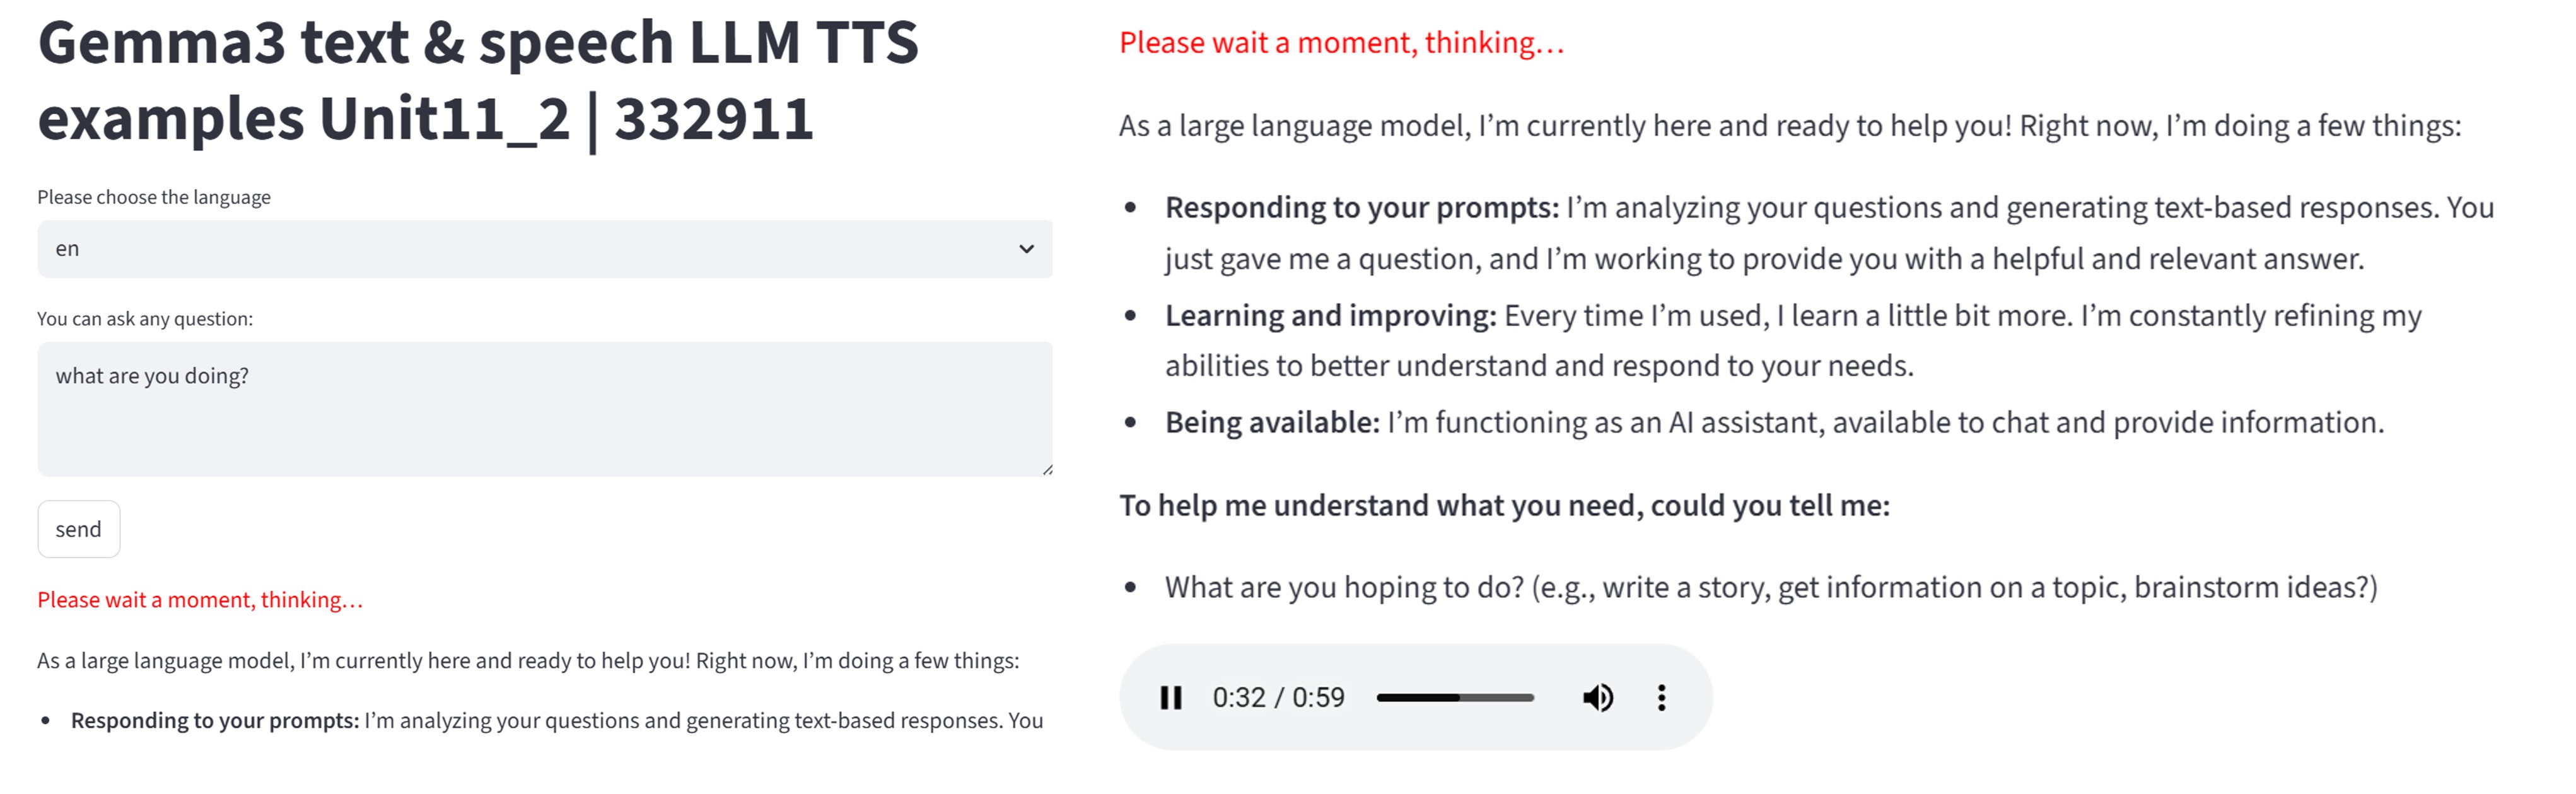 Gemma3 text & speech LLM TTS
examples Unit11_2 | 332911
Please choose the language
en
You can ask any question:
what are you doing?
send
Please wait a moment, thinking…
As a large language model, I’m currently here and ready to help you! Right now, I’m doing a few things:
• Responding to your prompts: I’m analyzing your questions and generating text-based responses. You
Please wait a moment, thinking…
As a large language model, I’m currently here and ready to help you! Right now, I’m doing a few things:
• Responding to your prompts: I’m analyzing your questions and generating text-based responses. You
just gave me a question, and I’m working to provide you with a helpful and relevant answer.
• Learning and improving: Every time I’m used, I learn a little bit more. I’m constantly refining my
abilities to better understand and respond to your needs.
• Being available: I’m functioning as an AI assistant, available to chat and provide information.
To help me understand what you need, could you tell me:
• What are you hoping to do? (e.g., write a story, get information on a topic, brainstorm ideas?)
0:32 / 0:59